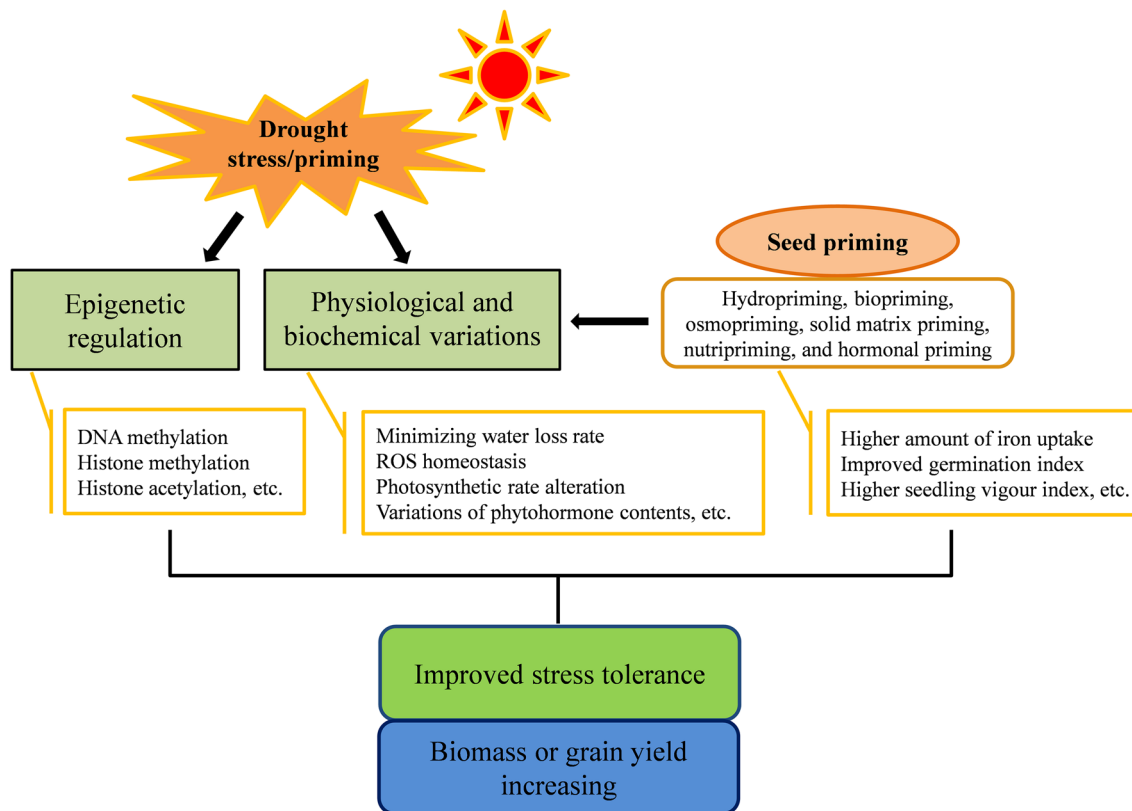 Drought
stress/priming
Seed priming
Epigenetic
regulation
Physiological and
biochemical variations
Hydropriming, biopriming,
osmopriming, solid matrix priming,
nutripriming, and hormonal priming
DNA methylation
Histone methylation
Histone acetylation, etc.
Minimizing water loss rate
ROS homeostasis
Photosynthetic rate alteration
Variations of phytohormone contents, etc.
Higher amount of iron uptake
Improved germination index
Higher seedling vigour index, etc.
Improved stress tolerance
Biomass or grain yield
increasing